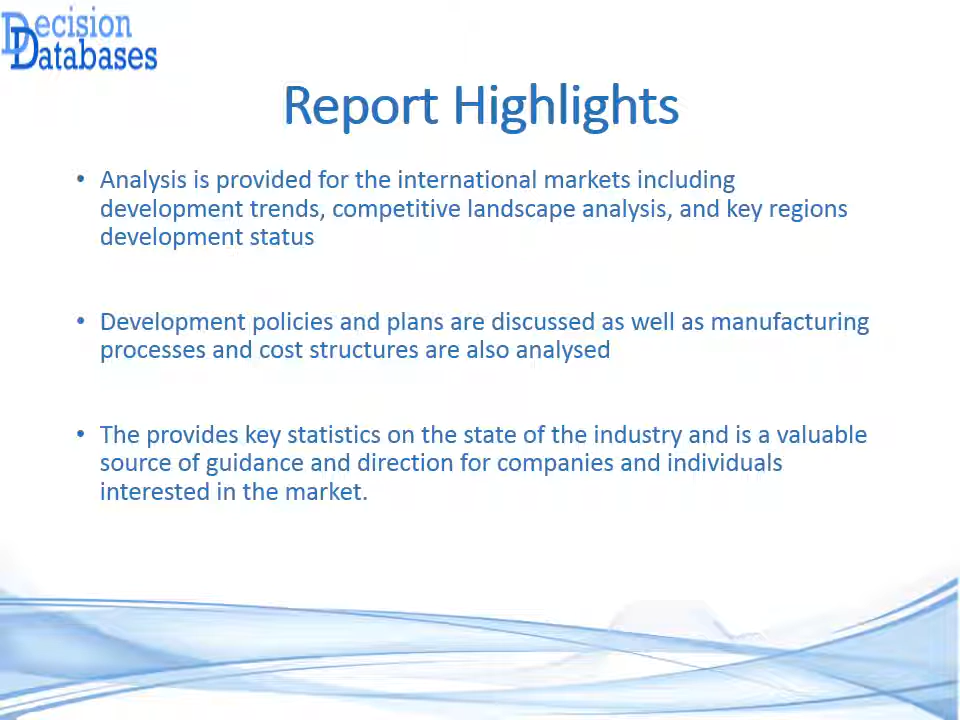 Decision
Databases
Report Highlights
• Analysis is provided for the international markets including
development trends, competitive landscape analysis, and key regions
development status
• Development policies and plans are discussed as well as manufacturing
processes and cost structures are also analysed
• The provides key statistics on the state of the industry and is a valuable
source of guidance and direction for companies and individuals
interested in the market.